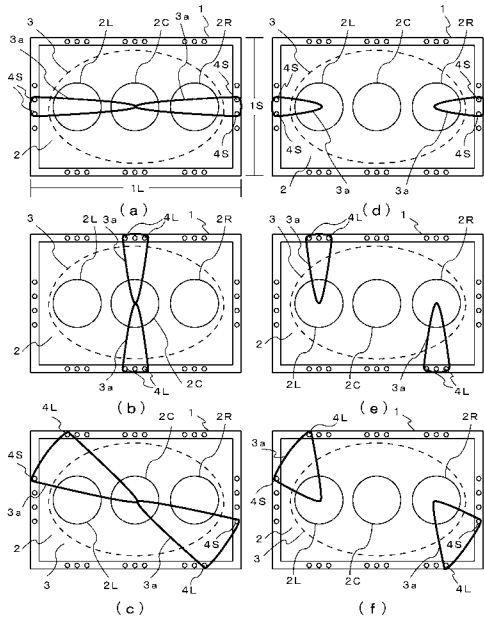 3 2L 2C 3a 1 2R
3a 4S
4S 4S
2
1S
1L
(a)
3 2L 2C 1 2R
4S 4S
4S 4S
2 3a 3a
(d)
3 2L 3a 4L 1 2R
2 3a 4L 2C
(b)
3 3a 4L 1 2R
2 2L 2C 3a 4L
(e)
4L 1 2C 2R
4S
3a
2 4S
3 2L 3a 4L
(c)
4L 1 2R
3a
4S
2
3 2L 2C 3a 4S 4L
(f)